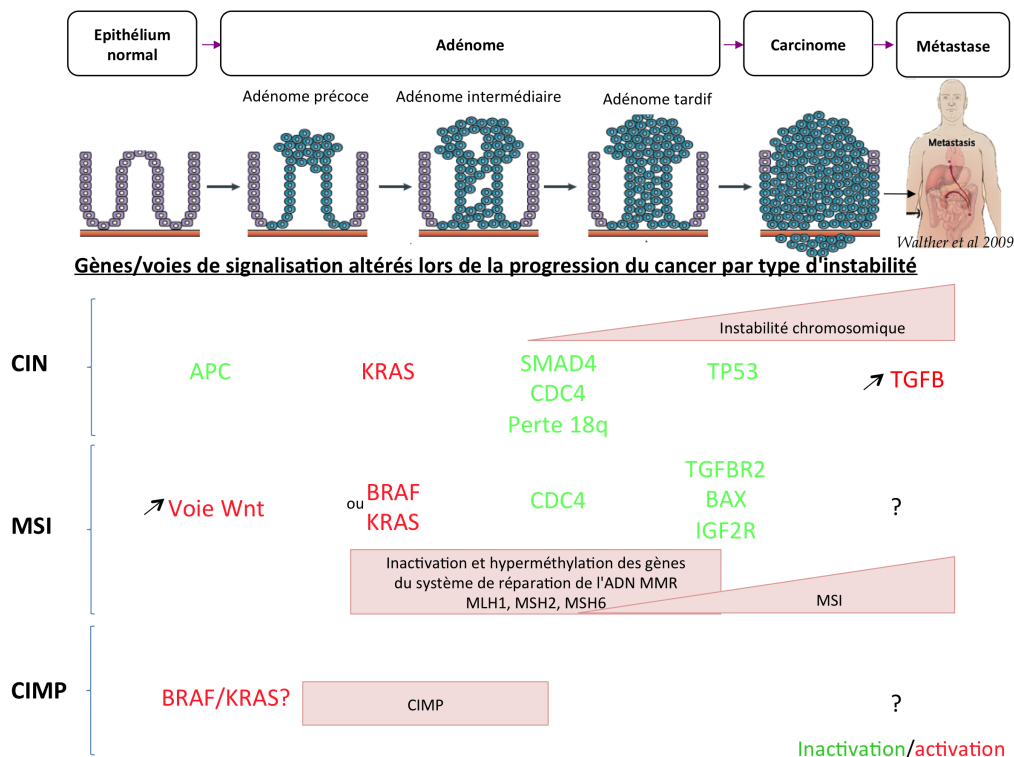 Epithélium
normal
Adénome
Carcinome
Métastase
Adénome précoce
Adénome intermédiaire
Adénome tardif
Metastasis
Walther et al 2009
Gènes/voies de signalisation altérés lors de la progression du cancer par type d'instabilité
Instabilité chromosomique
CIN
APC
KRAS
SMAD4
CDC4
Perte 18q
TP53
TGFB
MSI
Voie Wnt
ou BRAF
KRAS
CDC4
TGFBR2
BAX
IGF2R
?
Inactivation et hyperméthylation des gènes
du système de réparation de l'ADN MMR
MLH1, MSH2, MSH6
MSI
CIMP
BRAF/KRAS?
CIMP
?
Inactivation/activation